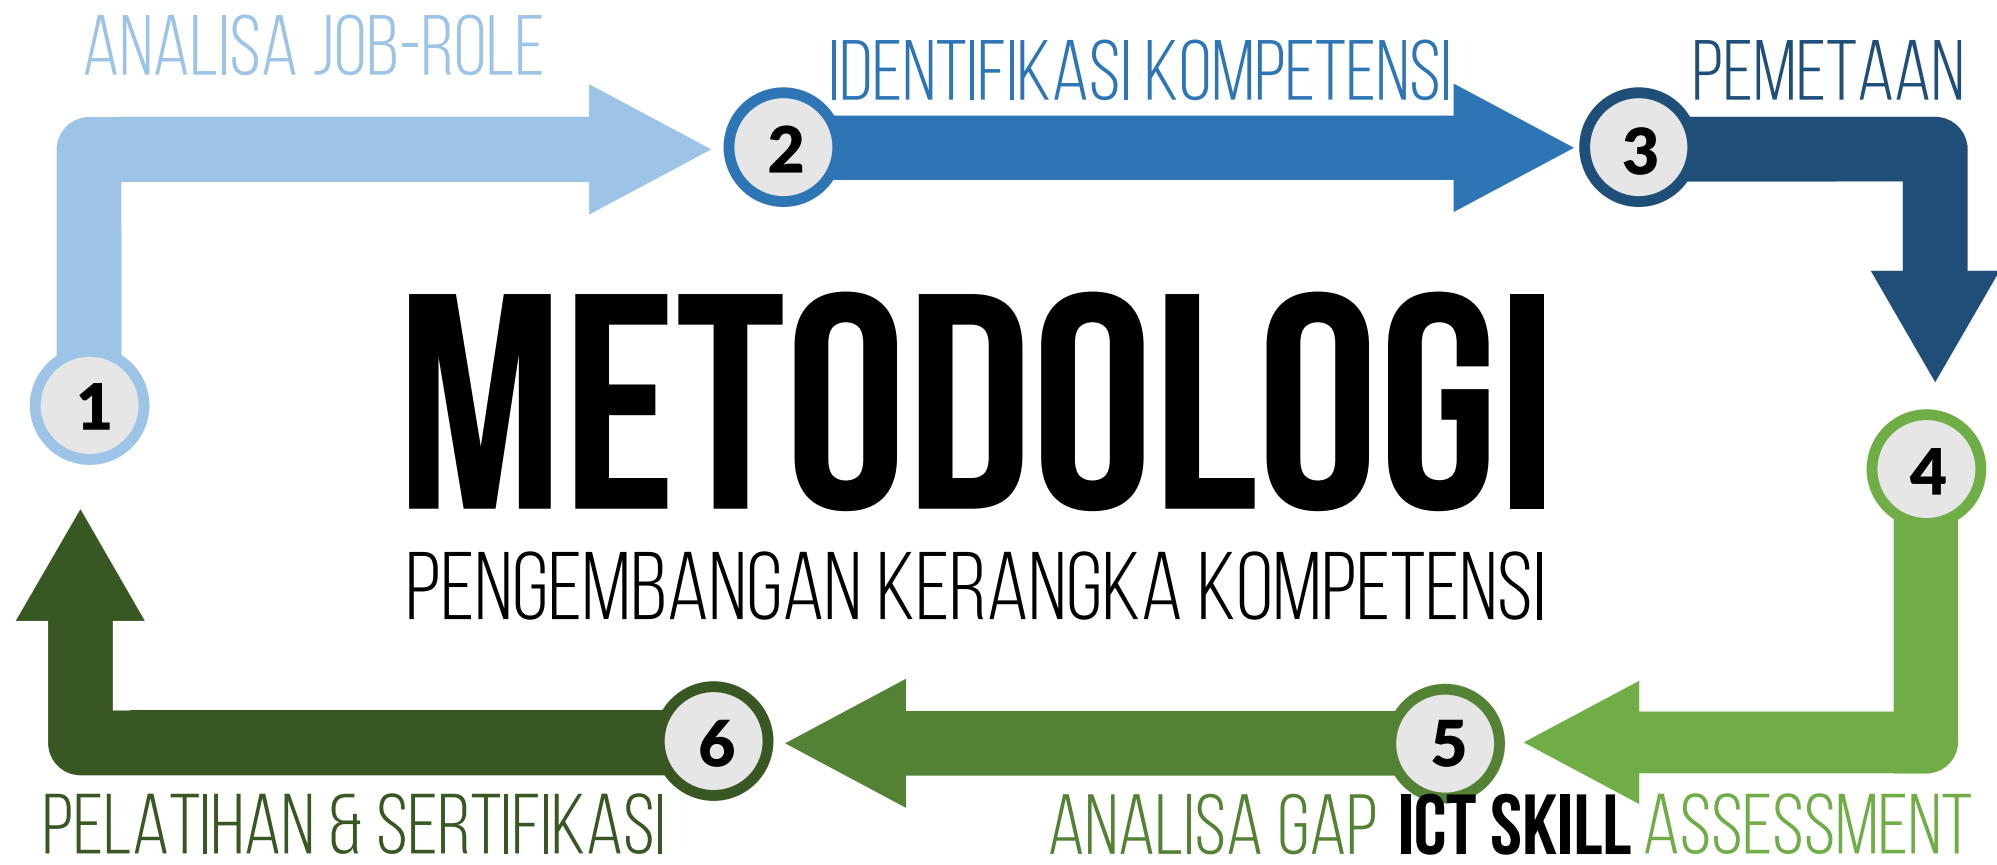 ANALISA JOB-ROLE
IDENTIFIKASI KOMPETENSI
PEMETAAN
2
3
1
METODOLOGI
4
PENGEMBANGAN KERANGKA KOMPETENSI
6
5
PELATIHAN & SERTIFIKASI
ANALISA GAP ICT SKILL ASSESSMENT